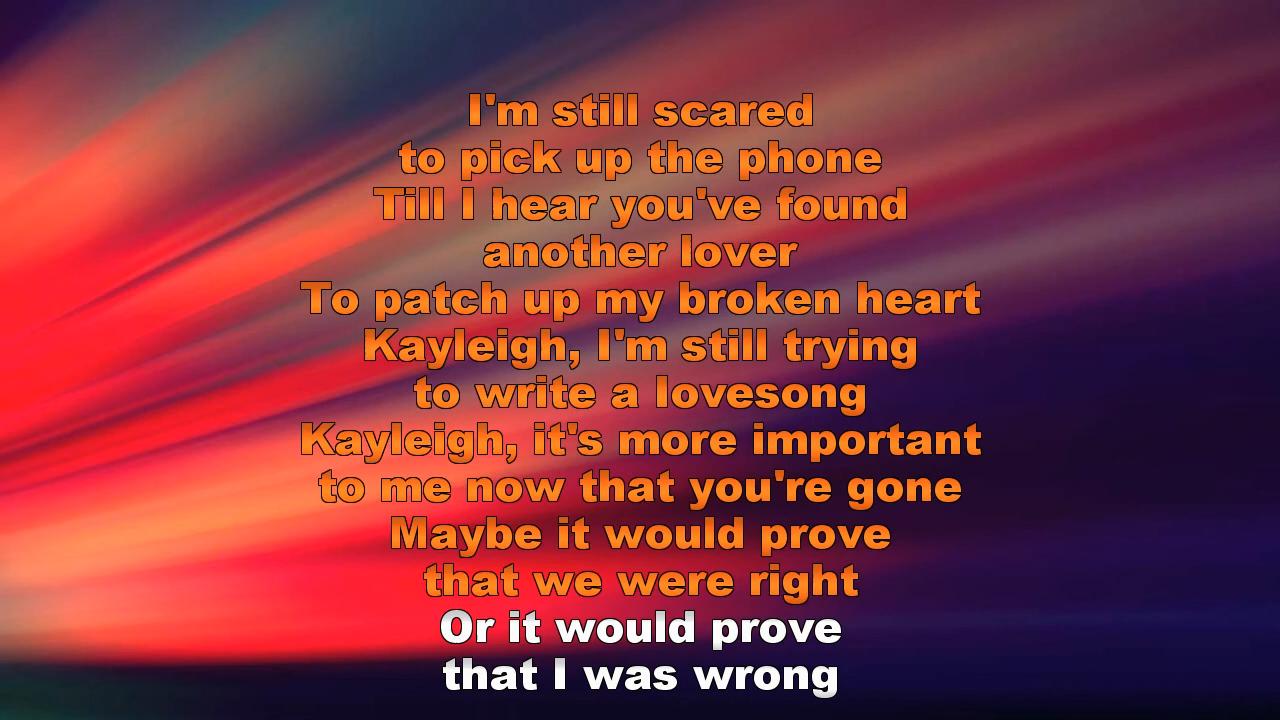 I'm still scared
to pick up the phone
Till I hear you've found
another lover
To patch up my broken heart
Kayleigh, I'm still trying
to write a lovesong
Kayleigh, it's more important
to me now that you're gone
Maybe it would prove
that we were right
Or it would prove
that I was wrong